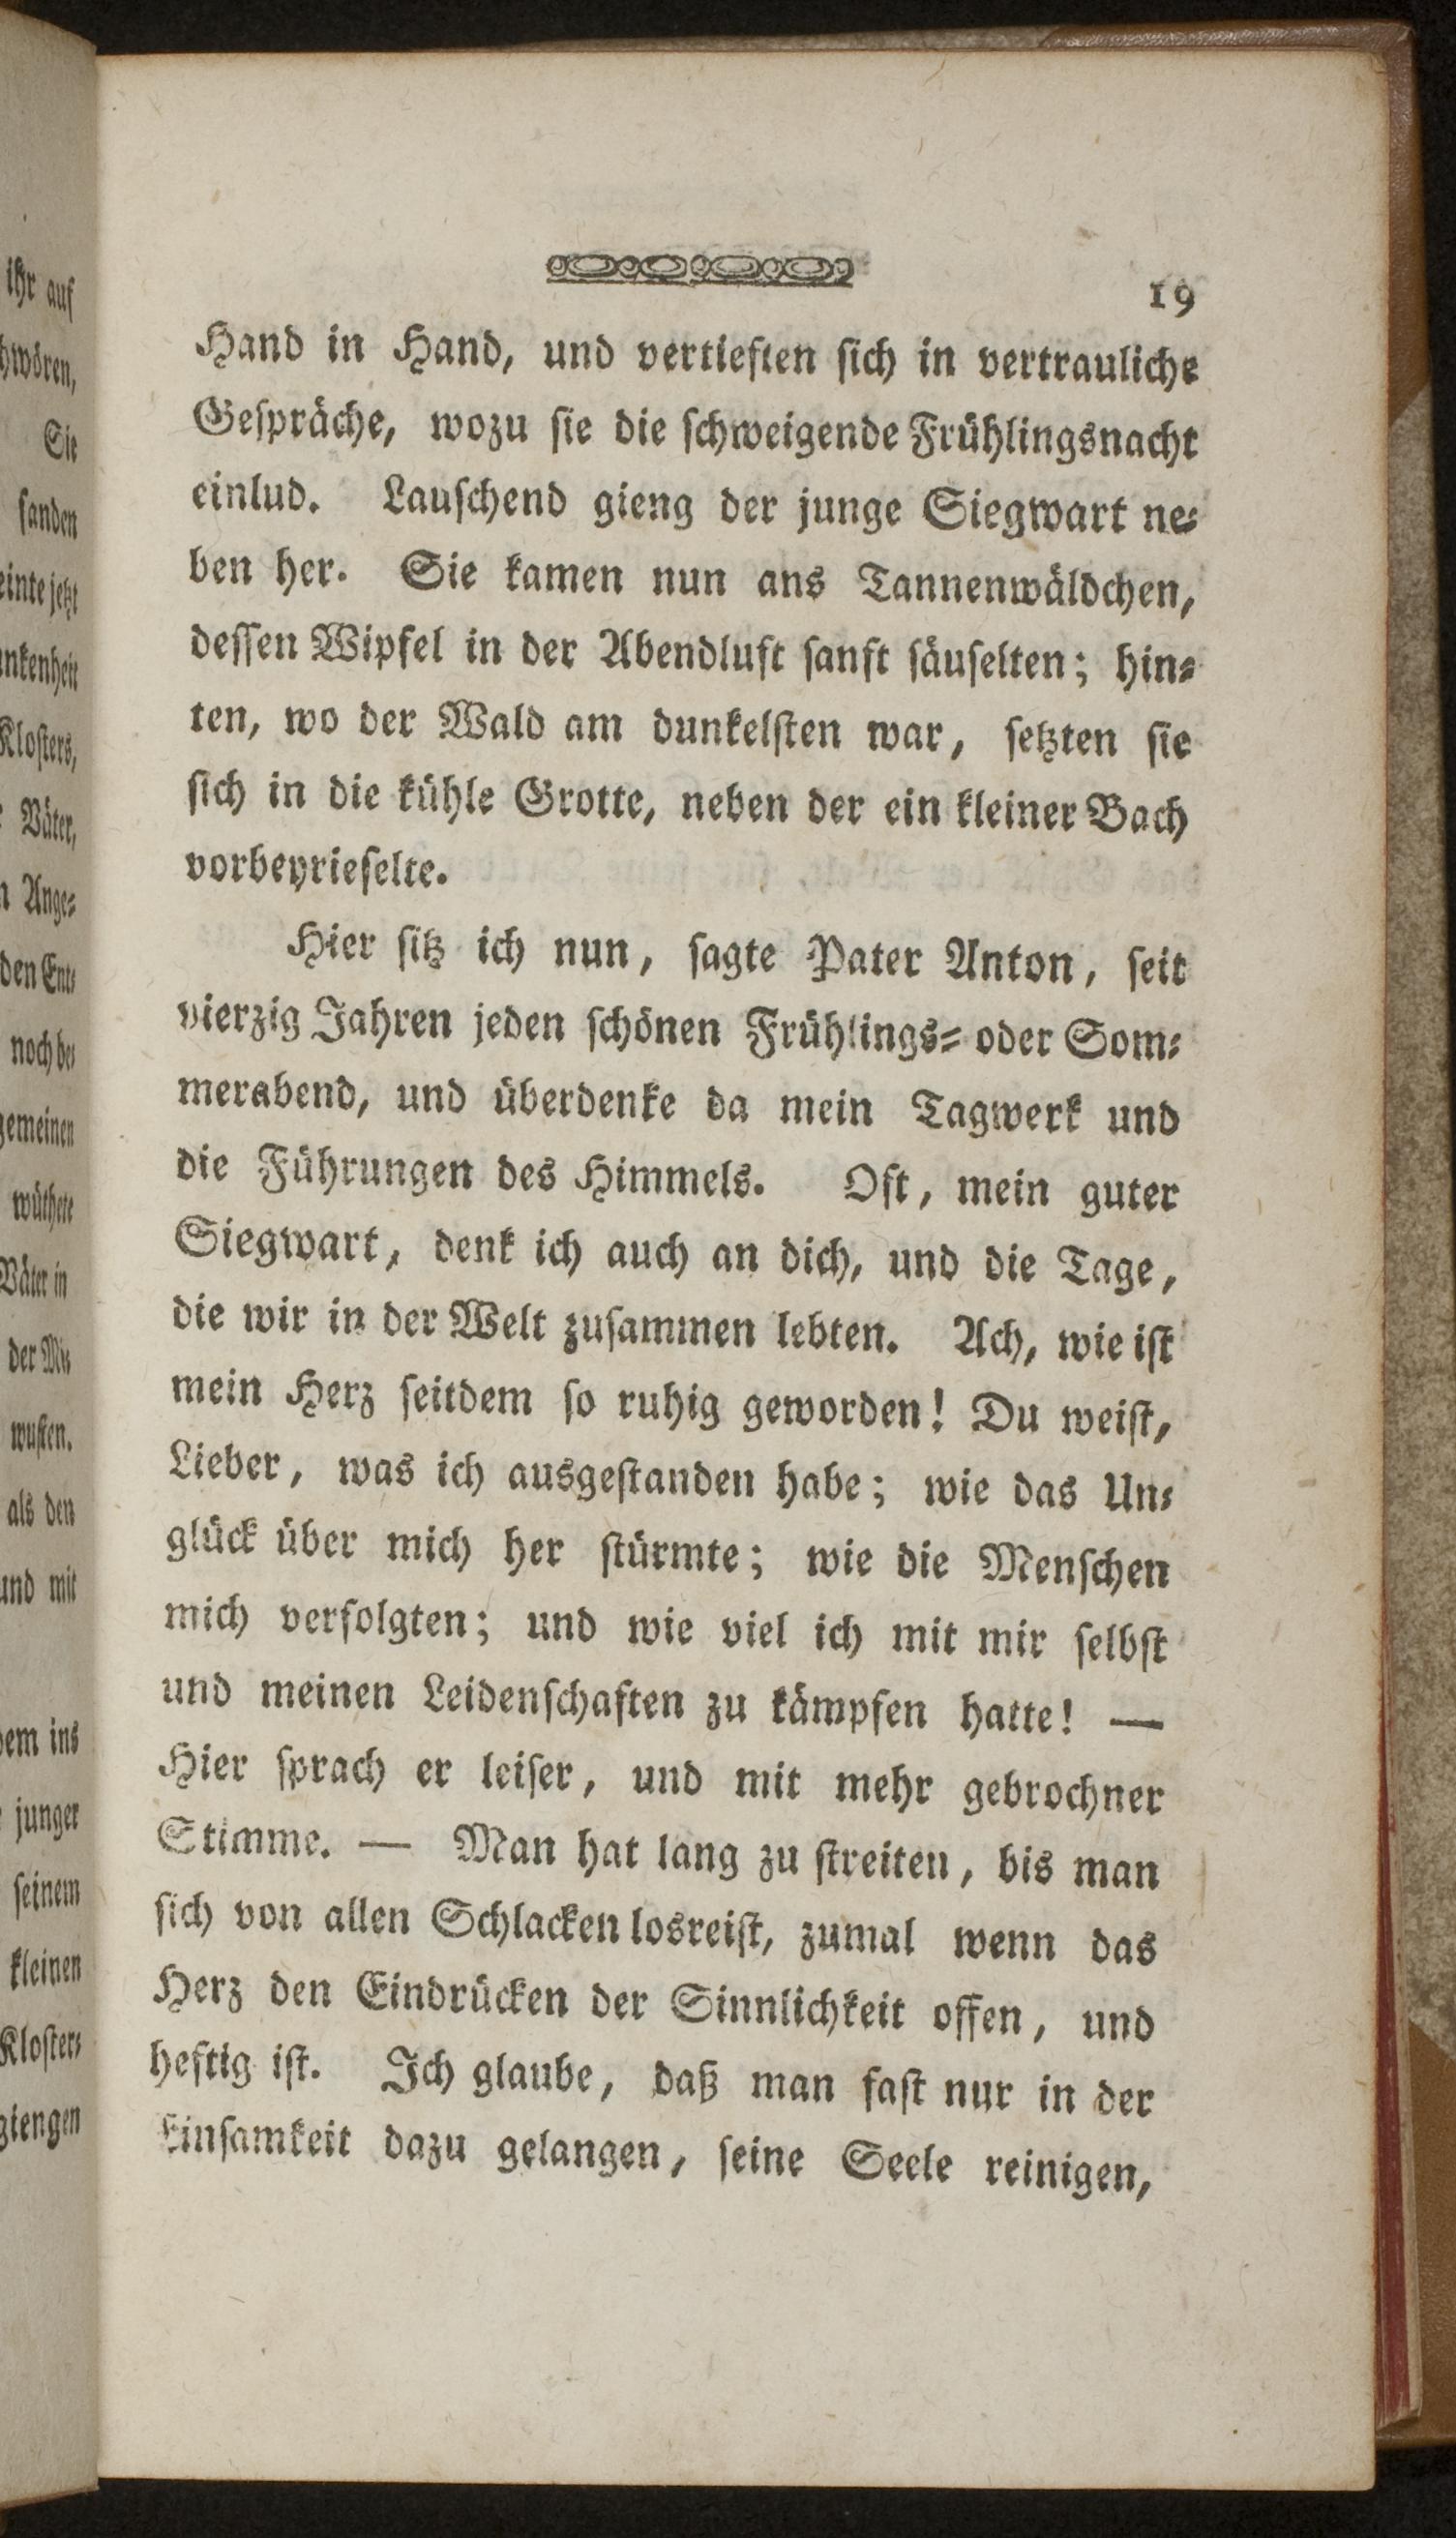 19
Hand in Hand, und vertieften ſich in vertrauliche
Geſpräche, wozu ſie die ſchweigende Frühlingsnacht
einlud. Lauſchend gieng der junge Siegwart ne-
ben her. Sie kamen nun ans Tannenwäldchen,
deſſen Wipfel in der Abendluft ſanft ſäuſelten; hin-
ten, wo der Wald am dunkelſten war, ſetzten ſie
ſich in die kühle Grotte, neben der ein kleiner Bach
vorbeyrieſelte.
Hier ſitz ich nun, ſagte Pater Anton, ſeit
vierzig Jahren jeden ſchönen Frühlings- oder Som-
merabend, und überdenke da mein Tagwerk und
die Führungen des Himmels. Oft, mein guter
Siegwart, denk ich auch an dich, und die Tage,
die wir in der Welt zuſammen lebten. Ach, wie iſt
mein Herz ſeitdem ſo ruhig geworden! Du weiſt,
Lieber, was ich ausgeſtanden habe; wie das Un-
glück über mich her ſtürmte; wie die Menſchen
mich verfolgten; und wie viel ich mit mir ſelbſt
und meinen Leidenſchaften zu kämpfen hatte! —
Hier ſprach er leiſer, und mit mehr gebrochner
Stimme. — Man hat lang zu ſtreiten, bis man
ſich von allen Schlacken losreiſt, zumal wenn das
Herz den Eindrücken der Sinnlichkeit offen, und
heftig iſt. Ich glaube, daß man faſt nur in der
Einſamkeit dazu gelangen, ſeine Seele reinigen,